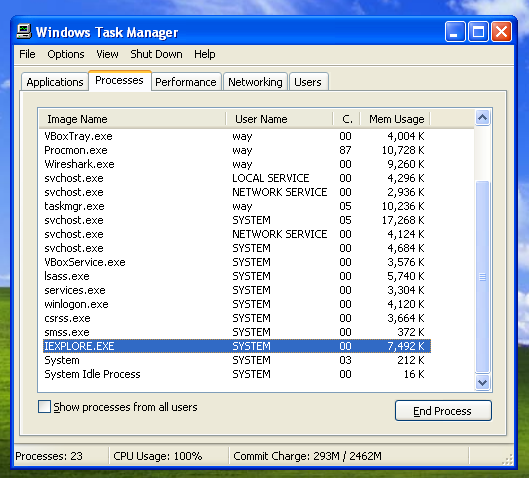 Windows Task Manager
File Options View Shut Down Help
Applications Processes Performance Networking Users
Image Name User Name C. Mem Usage
VBoxTray.exe way 00 4,004 K
Procmon.exe way 87 10,728 K
Wireshark.exe way 00 9,260 K
svchost.exe LOCAL SERVICE 00 4,296 K
svchost.exe NETWORK SERVICE 00 2,936 K
taskmgr.exe way 05 10,236 K
svchost.exe SYSTEM 05 17,268 K
svchost.exe NETWORK SERVICE 00 4,124 K
svchost.exe SYSTEM 00 4,684 K
VBoxService.exe SYSTEM 00 3,576 K
lsass.exe SYSTEM 00 5,740 K
services.exe SYSTEM 00 3,304 K
winlogon.exe SYSTEM 00 4,120 K
csrss.exe SYSTEM 00 3,664 K
smss.exe SYSTEM 00 372 K
IEXPLORE.EXE SYSTEM 00 7,492 K
System SYSTEM 03 212 K
System Idle Process SYSTEM 00 16 K
Show processes from all users
End Process
Processes: 23 CPU Usage: 100% Commit Charge: 293M / 2462M